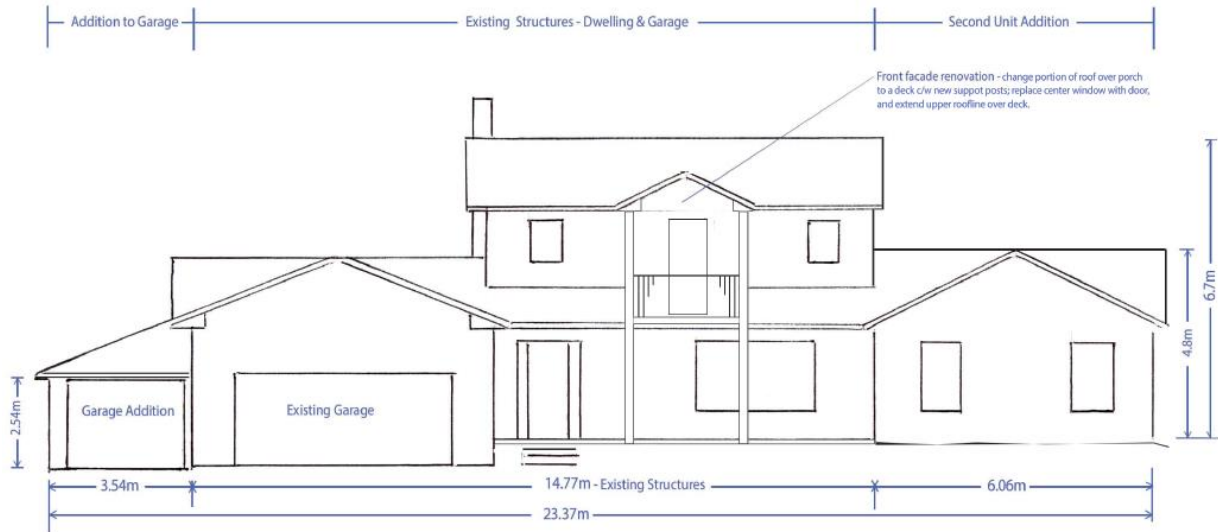 Addition to Garage
Existing Structures - Dwelling & Garage
Second Unit Addition
Front facade renovation - change portion of roof over porch
to a deck c/w new suppot posts; replace center window with door,
and extend upper roofline over deck.
6.7m
4.8m
2.54m
Garage Addition
Existing Garage
3.54m
14.77m - Existing Structures
6.06m
23.37m